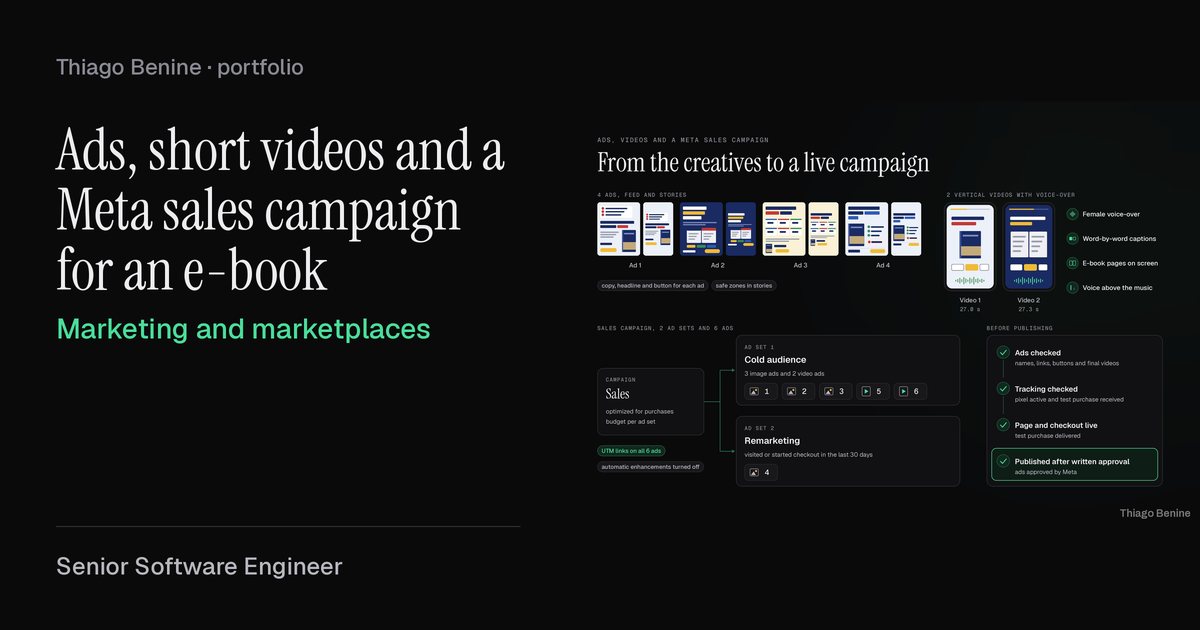 Thiago Benine · portfolio
Ads, short videos and a
Meta sales campaign
for an e-book
Marketing and marketplaces
Senior Software Engineer
ADS, VIDEOS AND A META SALES CAMPAIGN
From the creatives to a live campaign
4 ADS, FEED AND STORIES
Ad 1
Ad 2
Ad 3
Ad 4
copy, headline and button for each ad
safe zones in stories
2 VERTICAL VIDEOS WITH VOICE-OVER
Video 1
27.0 s
Video 2
27.3 s
Female voice-over
Word-by-word captions
E-book pages on screen
Voice above the music
SALES CAMPAIGN, 2 AD SETS AND 6 ADS
CAMPAIGN
Sales
optimized for purchases
budget per ad set
UTM links on all 6 ads
automatic enhancements turned off
AD SET 1
Cold audience
3 image ads and 2 video ads
1
2
3
5
6
AD SET 2
Remarketing
visited or started checkout in the last 30 days
4
BEFORE PUBLISHING
Ads checked
names, links, buttons and final videos
Tracking checked
pixel active and test purchase received
Page and checkout live
test purchase delivered
Published after written approval
ads approved by Meta
Thiago Benine